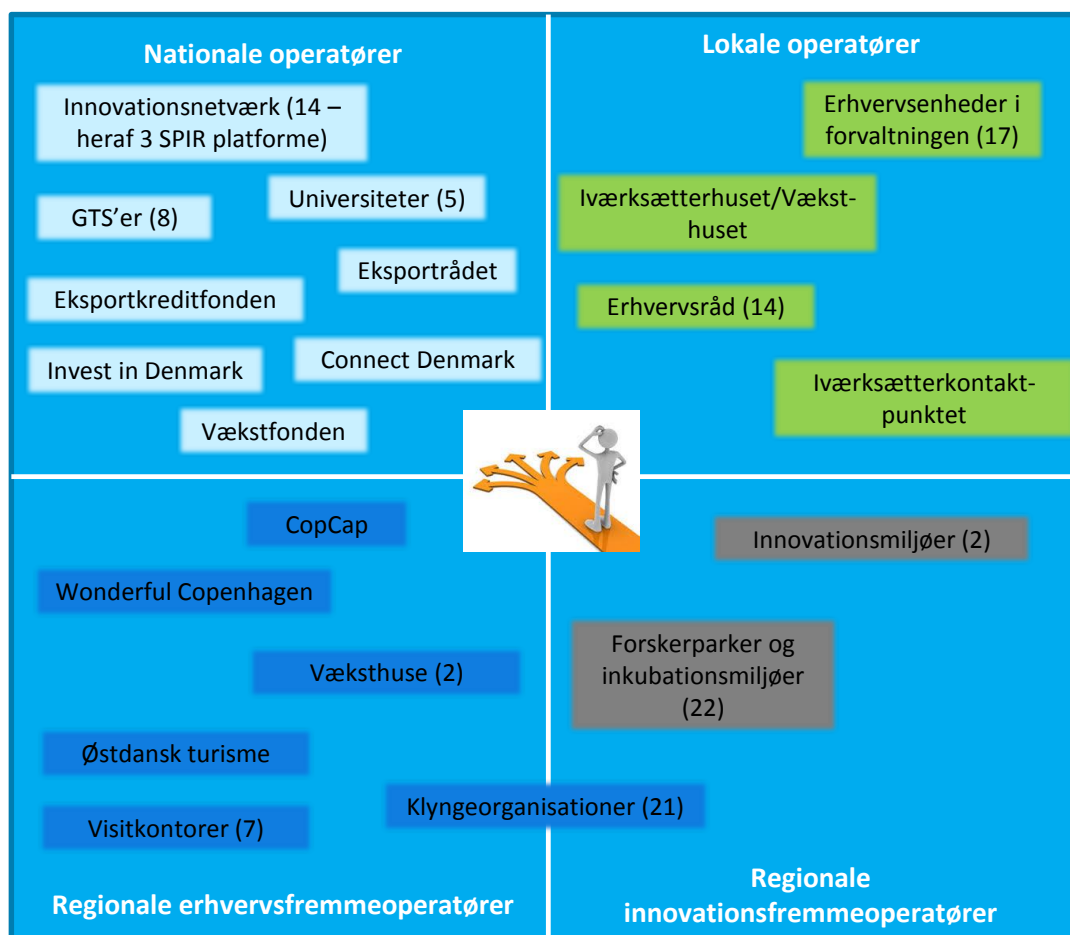 Nationale operatører
Innovationsnetværk (14 –
heraf 3 SPIR platforme)
Universiteter (5)
GTS’er (8)
Eksportrådet
Eksportkreditfonden
Connect Denmark
Invest in Denmark
Vækstfonden
Lokale operatører
Erhvervsenheder i
forvaltningen (17)
Iværksætterhuset/Vækst-
huset
Erhvervsråd (14)
Iværksætterkontakt-
punktet
CopCap
Wonderful Copenhagen
Væksthuse (2)
Østdansk turisme
Klyngeorganisationer (21)
Visitkontorer (7)
Regionale erhvervsfremmeoperatører
Innovationsmiljøer (2)
Forskerparker og
inkubationsmiljøer
(22)
Regionale
innovationsfremmeoperatører